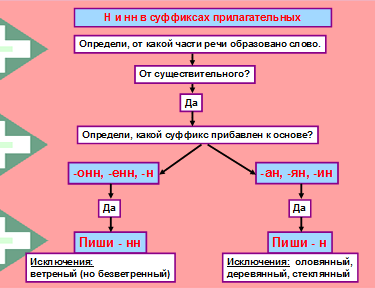 Н и нн в суффиксах прилагательных
Определи, от какой части речи образовано слово.
От существительного?
Да
Определи, какой суффикс прибавлен к основе?
-онн, -енн, -н
-ан, -ян, -ин
Да
Да
Пиши - нн
Пиши - н
Исключения:
ветреный (но безветренный)
Исключения: оловянный,
деревянный, стеклянный